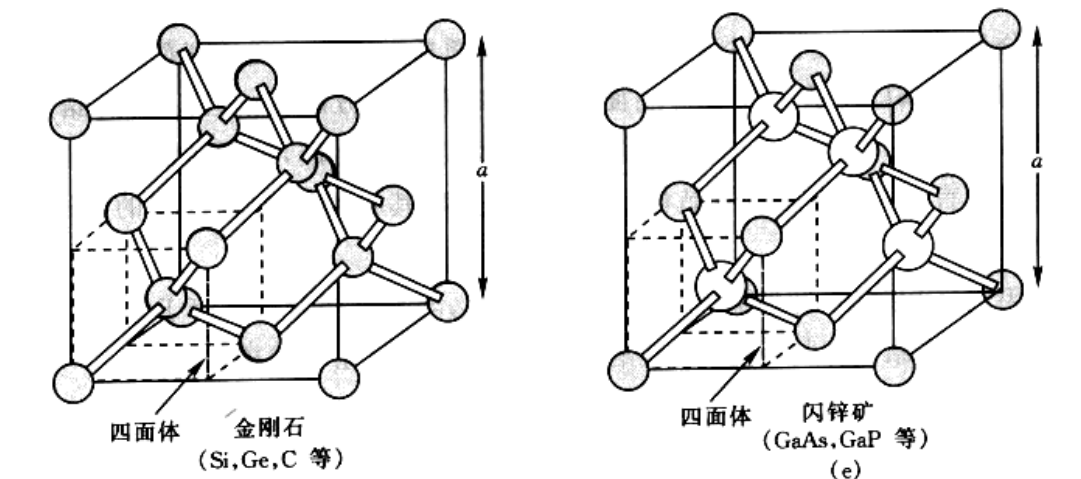 a
a
四面体
金刚石
(Si,Ge,C 等)
四面体
闪锌矿
(GaAs,GaP 等)
(e)